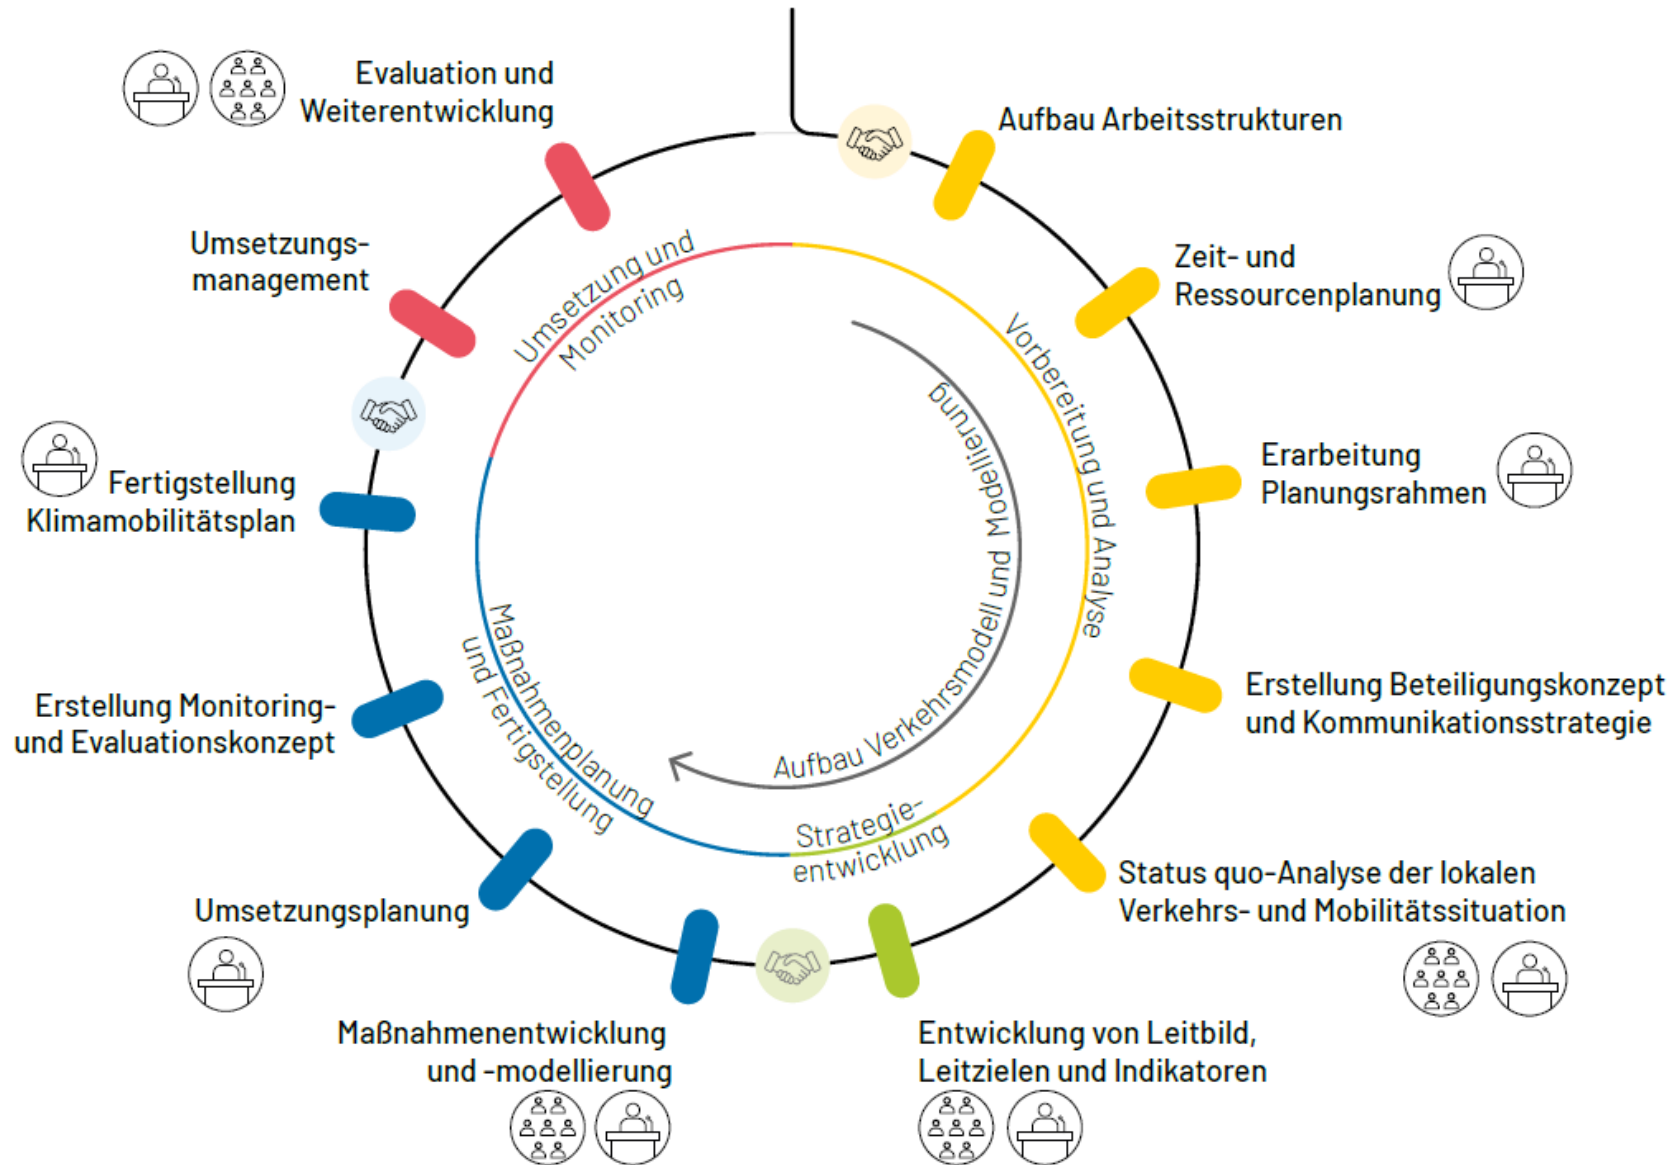 Evaluation und
Weiterentwicklung
Aufbau Arbeitsstrukturen
Zeit- und
Ressourcenplanung
Erarbeitung
Planungsrahmen
Erstellung Beteiligungskonzept
und Kommunikationsstrategie
Status quo-Analyse der lokalen
Verkehrs- und Mobilitätssituation
Entwicklung von Leitbild,
Leitzielen und Indikatoren
Maßnahmenentwicklung
und -modellierung
Umsetzungsplanung
Erstellung Monitoring-
und Evaluationskonzept
Fertigstellung
Klimamobilitätsplan
Umsetzungs-
management
Umsetzung und
Monitoring
Vorbereitung und Analyse
Aufbau Verkehrsmodell und Modellierung
Strategie-
entwicklung
Maßnahmenplanung
und Fertigstellung